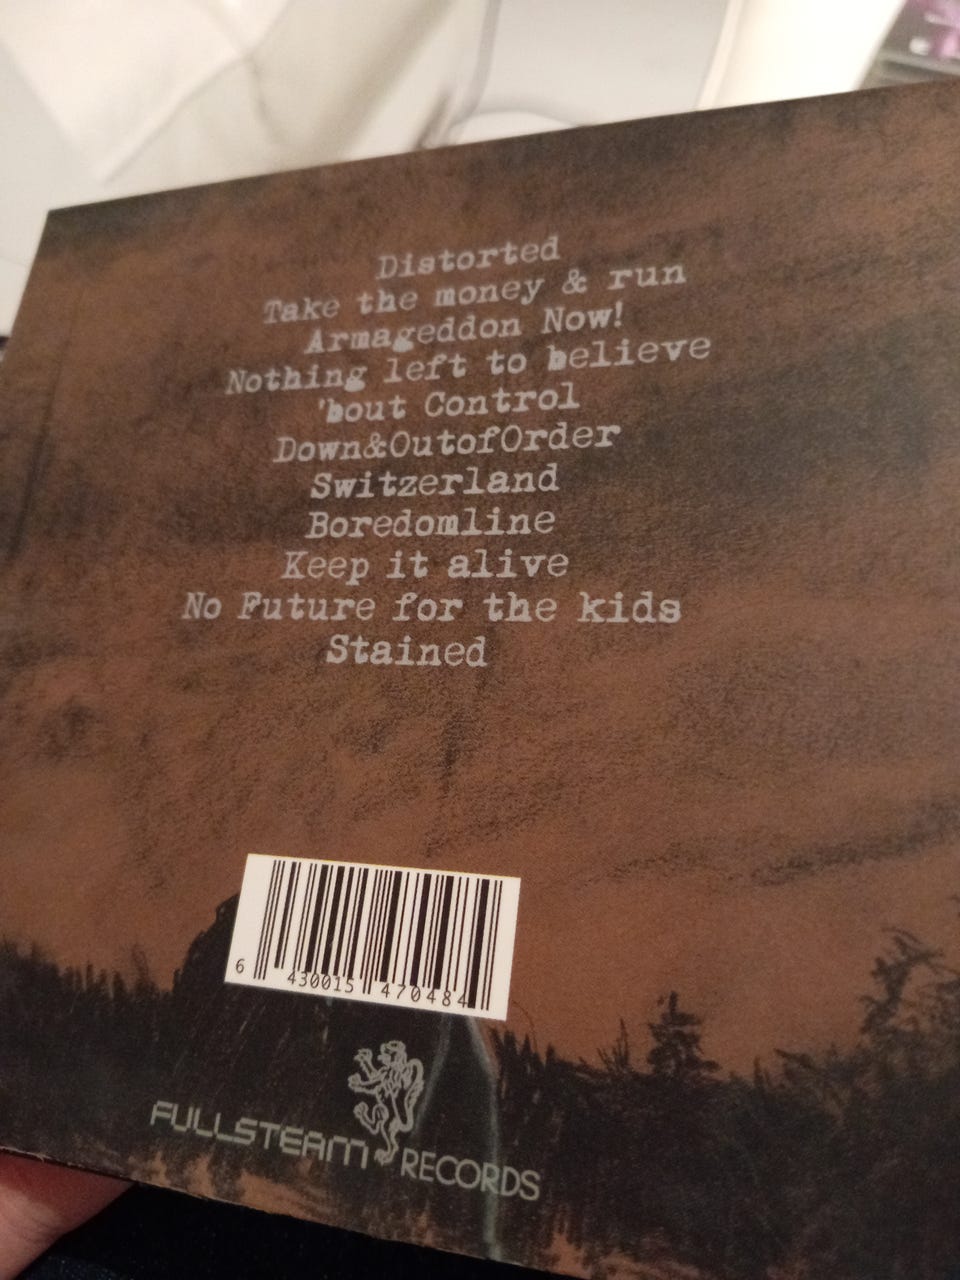 Distorted
Take the money & run
Armageddon Now!
Nothing left to believe
'bout Control
Down&OutofOrder
Switzerland
Boredomline
Keep it alive
No Future for the kids
Stained
6 430015 470484
FULLSTEAM RECORDS